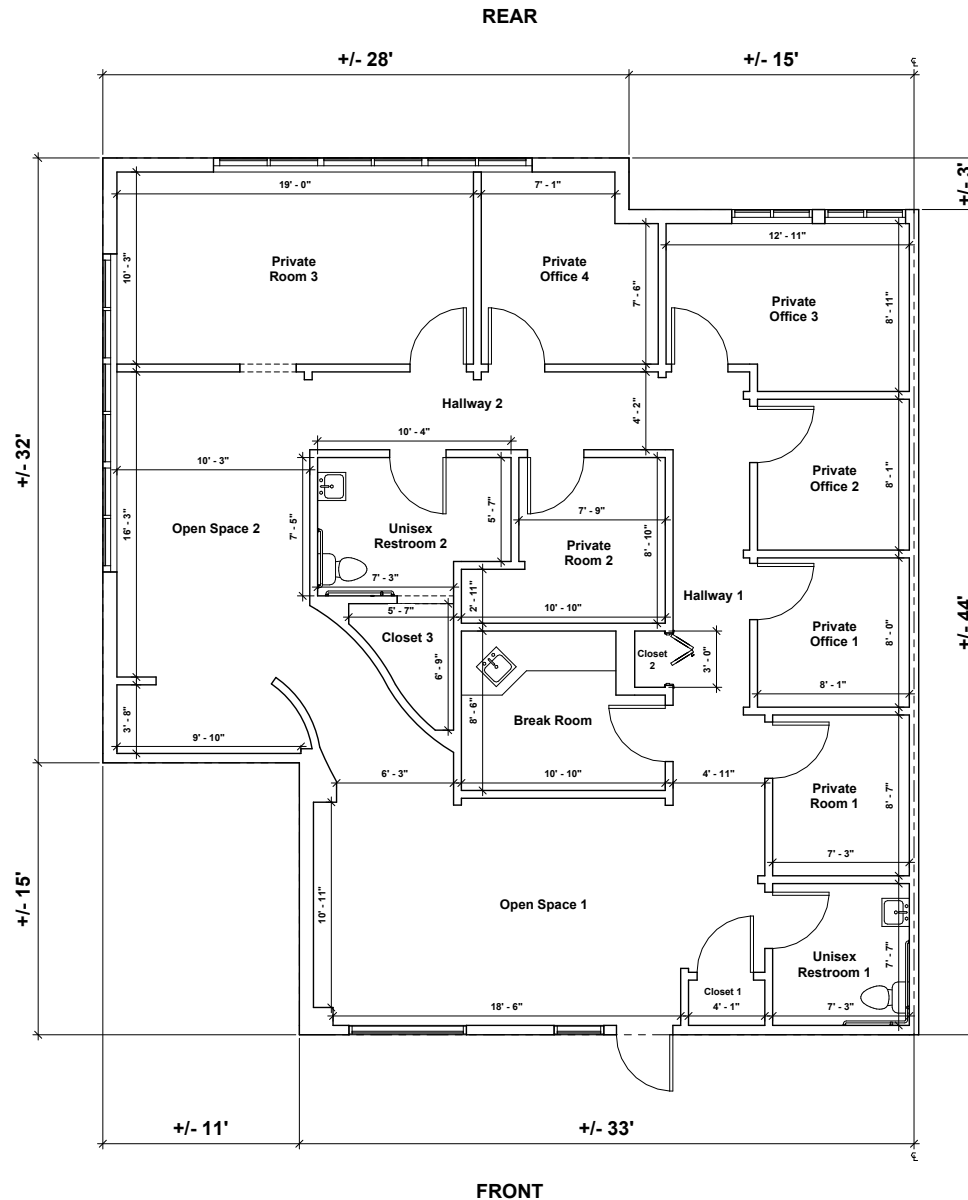 REAR
+/- 28'
+/- 15'
℄
+/- 3'
19' - 0"
7' - 1"
12' - 11"
10' - 3"
Private
Room 3
Private
Office 4
7' - 6"
Private
Office 3
8' - 11"
Hallway 2
4' - 2"
10' - 4"
+/- 32'
10' - 3"
16' - 3"
Open Space 2
7' - 5"
Unisex
Restroom 2
5' - 7"
7' - 9"
Private
Room 2
8' - 10"
Private
Office 2
8' - 1"
7' - 3"
2' - 11"
10' - 10"
5' - 7"
Closet 3
6' - 9"
Hallway 1
Closet
2
3' - 0"
Private
Office 1
8' - 0"
8' - 1"
+/- 44'
3' - 8"
9' - 10"
8' - 6"
Break Room
6' - 3"
10' - 10"
4' - 11"
Private
Room 1
8' - 7"
7' - 3"
+/- 15'
10' - 11"
Open Space 1
Unisex
Restroom 1
7' - 7"
Closet 1
18' - 6"
4' - 1"
7' - 3"
+/- 11'
+/- 33'
℄
FRONT